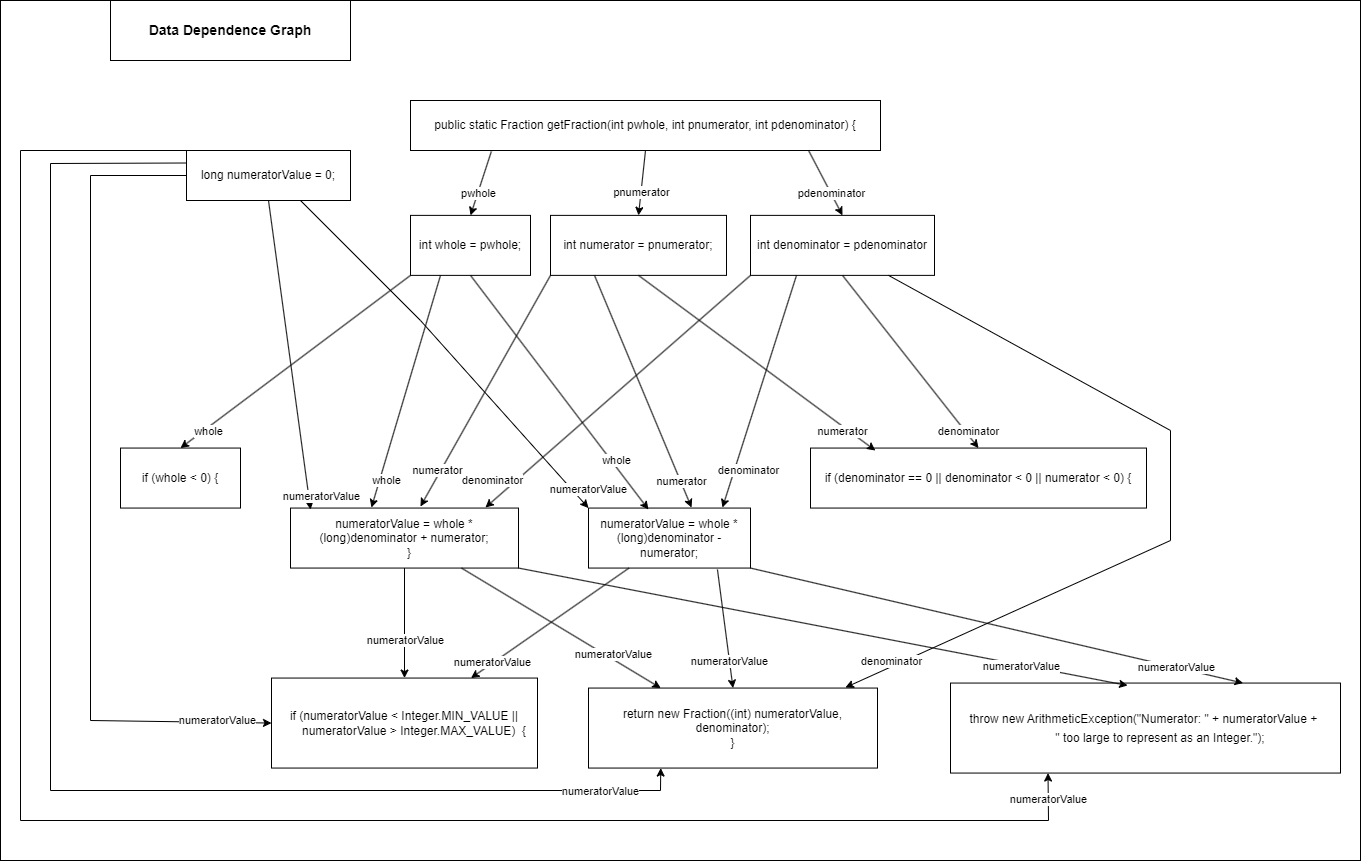 Data Dependence Graph
public static Fraction getFraction(int pwhole, int pnumerator, int pdenominator) {
long numeratorValue = 0;
pwhole
pnumerator
pdenominator
int whole = pwhole;
int numerator = pnumerator;
int denominator = pdenominator
whole
numerator
denominator
if (whole < 0) {
numeratorValue
whole
numerator
denominator
numeratorValue
whole
numerator
denominator
if (denominator == 0 || denominator < 0 || numerator < 0) {
numeratorValue = whole *
(long)denominator + numerator;
}
numeratorValue = whole *
(long)denominator -
numerator;
numeratorValue
numeratorValue
numeratorValue
numeratorValue
denominator
numeratorValue
numeratorValue
numeratorValue
if (numeratorValue < Integer.MIN_VALUE ||
numeratorValue > Integer.MAX_VALUE)  {
return new Fraction((int) numeratorValue,
denominator);
}
throw new ArithmeticException("Numerator: " + numeratorValue +
" too large to represent as an Integer.");
numeratorValue
numeratorValue